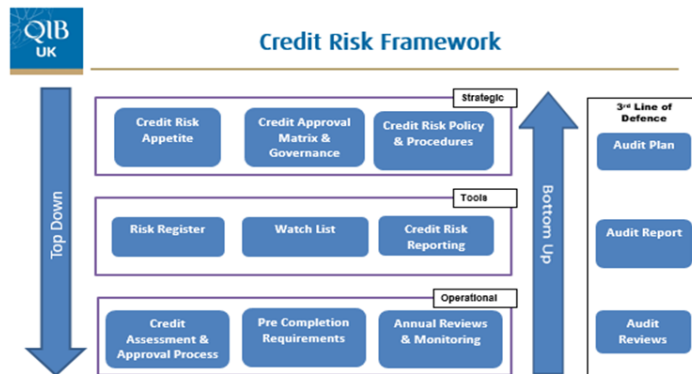 QIB
UK
Credit Risk Framework
Top Down
Strategic
Credit Risk
Appetite
Credit Approval
Matrix &
Governance
Credit Risk Policy
& Procedures
Tools
Risk Register
Watch List
Credit Risk
Reporting
Operational
Credit
Assessment &
Approval Process
Pre Completion
Requirements
Annual Reviews
& Monitoring
Bottom Up
3rd Line of
Defence
Audit Plan
Audit Report
Audit
Reviews